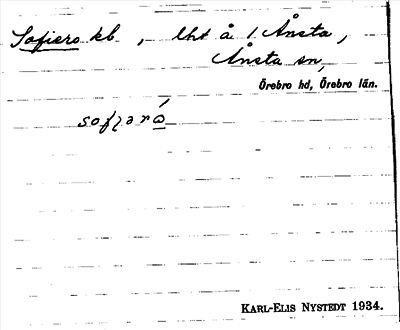 Sofiero kb, lht å 1 Ånsta,
Ånsta sn,
Örebro hd, Örebro län.
KARL-ELIS NYSTEDT 1934.